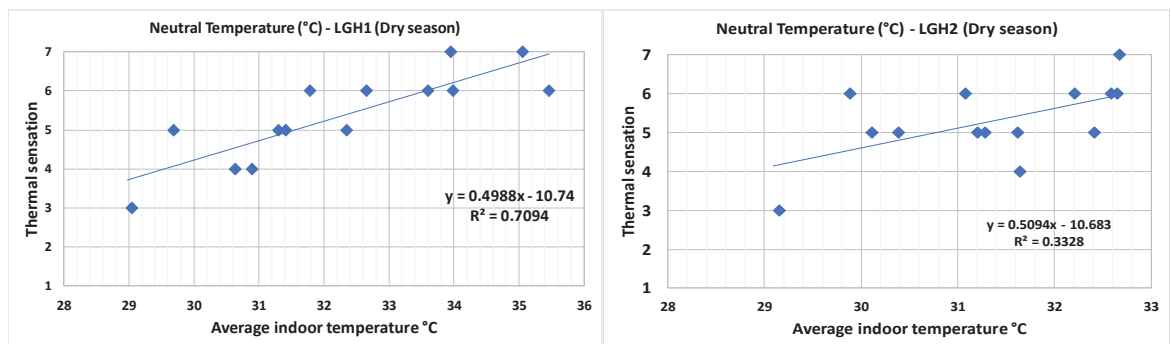 Neutral Temperature (°C) - LGH1 (Dry season)
Thermal sensation
7
6
5
4
3
2
1
y = 0.4988x - 10.74
R² = 0.7094
28 29 30 31 32 33 34 35 36
Average indoor temperature °C
Neutral Temperature (°C) - LGH2 (Dry season)
Thermal sensation
7
6
5
4
3
2
1
y = 0.5094x - 10.683
R² = 0.3328
28 29 30 31 32 33
Average indoor temperature °C